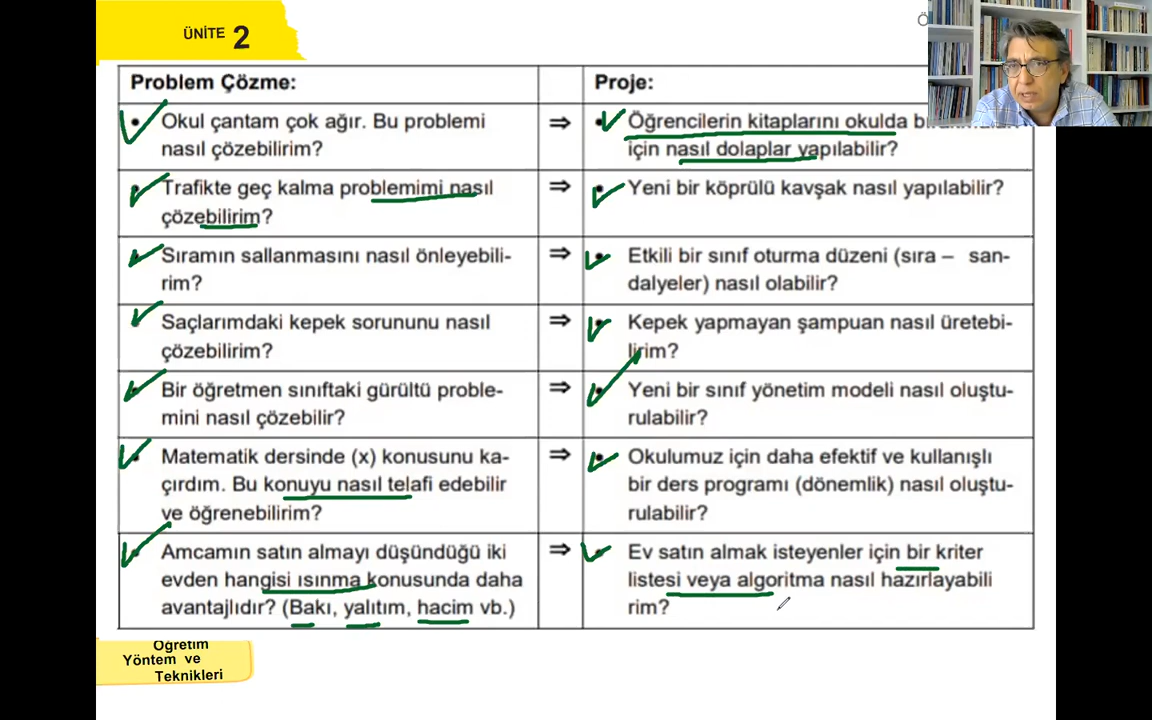 ÜNİTE 2
Ö
Problem Çözme:
Proje:
• Okul çantam çok ağır. Bu problemi
nasıl çözebilirim?
⇒
• Öğrencilerin kitaplarını okulda
için nasıl dolaplar yapılabilir?
• Trafikte geç kalma problemimi nasıl
çözebilirim?
⇒
• Yeni bir köprülü kavşak nasıl yapılabilir?
• Sıramın sallanmasını nasıl önleyebili-
rim?
⇒
• Etkili bir sınıf oturma düzeni (sıra – san-
dalyeler) nasıl olabilir?
• Saçlarımdaki kepek sorununu nasıl
çözebilirim?
⇒
• Kepek yapmayan şampuan nasıl üretebi-
lirim?
• Bir öğretmen sınıftaki gürültü proble-
mini nasıl çözebilir?
⇒
• Yeni bir sınıf yönetim modeli nasıl oluştu-
rulabilir?
• Matematik dersinde (x) konusunu ka-
çırdım. Bu konuyu nasıl telafi edebilir
ve öğrenebilirim?
⇒
• Okulumuz için daha efektif ve kullanışlı
bir ders programı (dönemlik) nasıl oluştu-
rulabilir?
• Amcamın satın almayı düşündüğü iki
evden hangisi ısınma konusunda daha
avantajlıdır? (Bakı, yalıtım, hacim vb.)
⇒
• Ev satın almak isteyenler için bir kriter
listesi veya algoritma nasıl hazırlayabili
rim?
Öğretim
Yöntem ve
Teknikleri